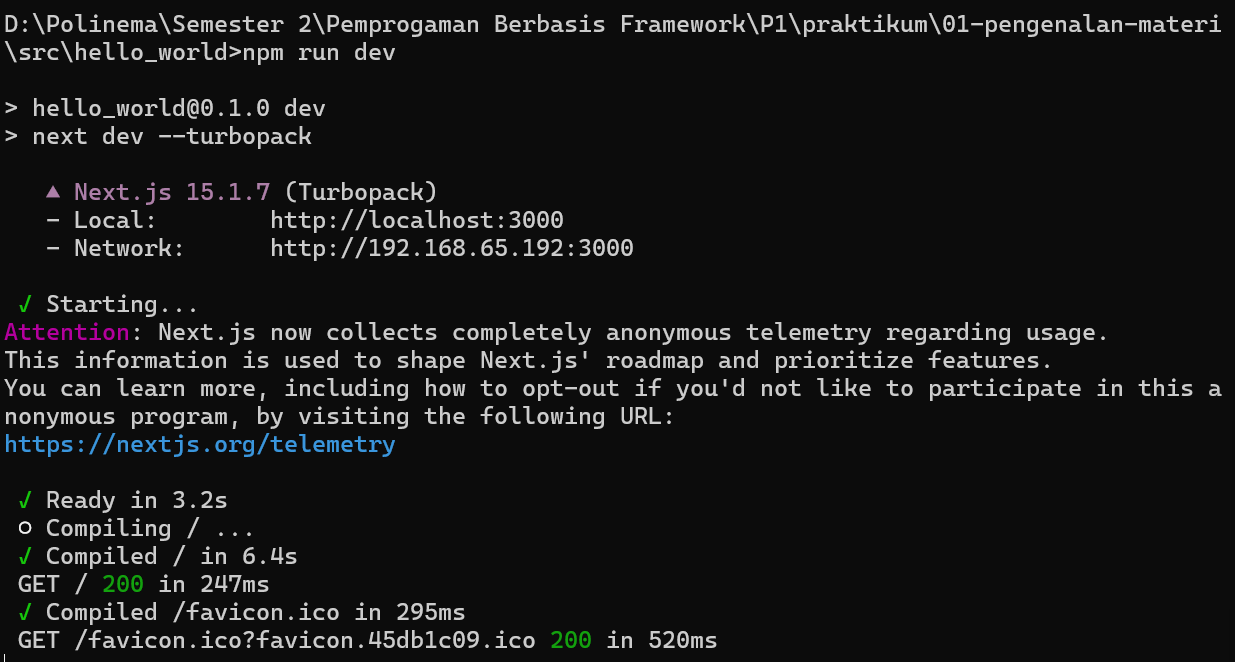 D:\Polinema\Semester 2\Pemprogaman Berbasis Framework\P1\praktikum\01-pengenalan-materi
\src\hello_world>npm run dev
> hello_world@0.1.0 dev
> next dev --turbopack
▲ Next.js 15.1.7 (Turbopack)
- Local:        http://localhost:3000
- Network:      http://192.168.65.192:3000
✓ Starting...
Attention: Next.js now collects completely anonymous telemetry regarding usage.
This information is used to shape Next.js' roadmap and prioritize features.
You can learn more, including how to opt-out if you'd not like to participate in this a
nonymous program, by visiting the following URL:
https://nextjs.org/telemetry
✓ Ready in 3.2s
○ Compiling / ...
✓ Compiled / in 6.4s
GET / 200 in 247ms
✓ Compiled /favicon.ico in 295ms
GET /favicon.ico?favicon.45db1c09.ico 200 in 520ms